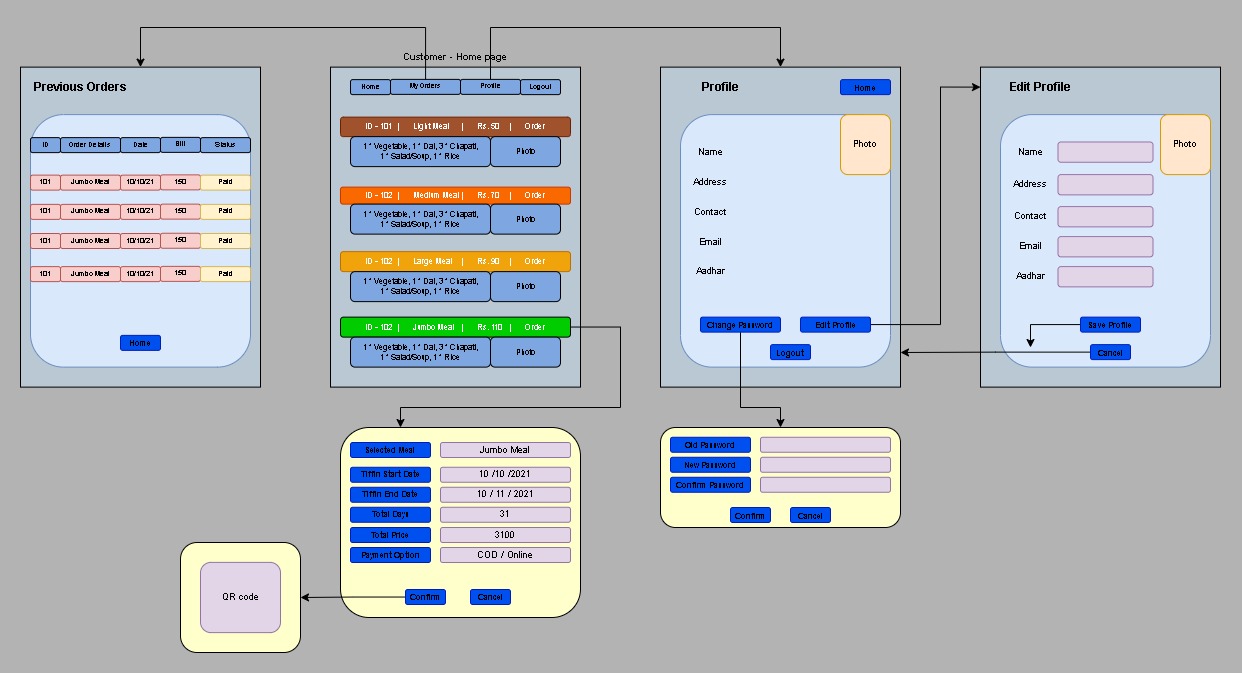 Customer - Home page
Previous Orders
ID Order Details Date Bill Status
101 Jumbo Meal 10/10/21 150 Paid
101 Jumbo Meal 10/10/21 150 Paid
101 Jumbo Meal 10/10/21 150 Paid
101 Jumbo Meal 10/10/21 150 Paid
Home
Home My Orders Profile Logout
ID - 101 | Light Meal | Rs. 50 | Order
1 * Vegetable, 1 * Dal, 3 * Chapati,
1 * Salad/Soup, 1 * Rice
Photo
ID - 102 | Medium Meal | Rs. 70 | Order
1 * Vegetable, 1 * Dal, 3 * Chapati,
1 * Salad/Soup, 1 * Rice
Photo
ID - 102 | Large Meal | Rs. 90 | Order
1 * Vegetable, 1 * Dal, 3 * Chapati,
1 * Salad/Soup, 1 * Rice
Photo
ID - 102 | Jumbo Meal | Rs. 110 | Order
1 * Vegetable, 1 * Dal, 3 * Chapati,
1 * Salad/Soup, 1 * Rice
Photo
Profile
Home
Photo
Name
Address
Contact
Email
Aadhar
Change Password
Edit Profile
Logout
Edit Profile
Photo
Name
Address
Contact
Email
Aadhar
Save Profile
Cancel
Selected Meal Jumbo Meal
Tiffin Start Date 10 /10 /2021
Tiffin End Date 10 / 11 / 2021
Total Days 31
Total Price 3100
Payment Option COD / Online
Confirm Cancel
Old Password
New Password
Confirm Password
Confirm Cancel
QR code